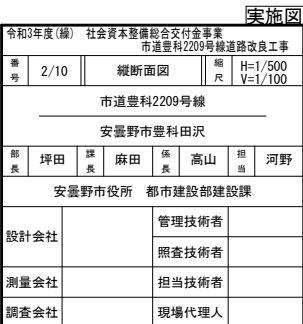 実施図
令和3年度(繰) 社会資本整備総合交付金事業
市道豊科2209号線道路改良工事
番号 2/10 縦断面図 縮尺 H=1/500 V=1/100
市道豊科2209号線
安曇野市豊科田沢
部長 坪田 課長 麻田 係長 高山 担当 河野
安曇野市役所 都市建設部建設課
設計会社 管理技術者
照査技術者
測量会社 担当技術者
調査会社 現場代理人